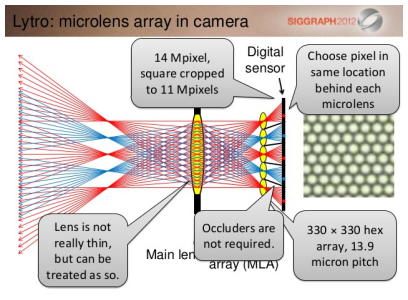 Lytro: microlens array in camera
SIGGRAPH2012
14 Mpixel,
square cropped
to 11 Mpixels
Digital
sensor
Choose pixel in
same location
behind each
microlens
Lens is not
really thin,
but can be
treated as so.
Occluders are
not required.
330 × 330 hex
array, 13.9
micron pitch
Main len
array (MLA)